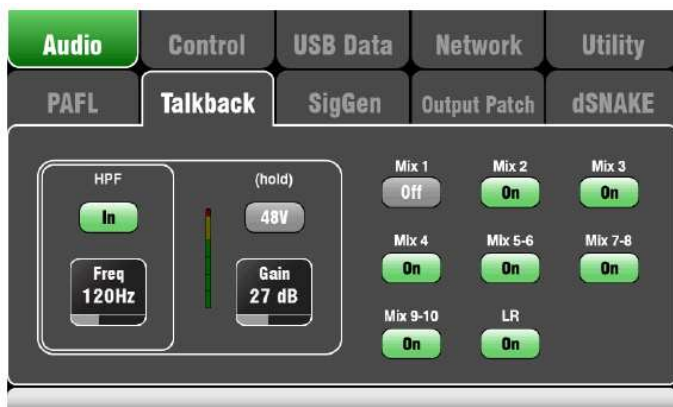 Audio Control USB Data Network Utility
PAFL Talkback SigGen Output Patch dSNAKE
HPF (hold) Mix 1 Mix 2 Mix 3
In 48V Off On On
Freq 120Hz Gain 27 dB Mix 4 Mix 5-6 Mix 7-8
On On On
Mix 9-10 LR
On On